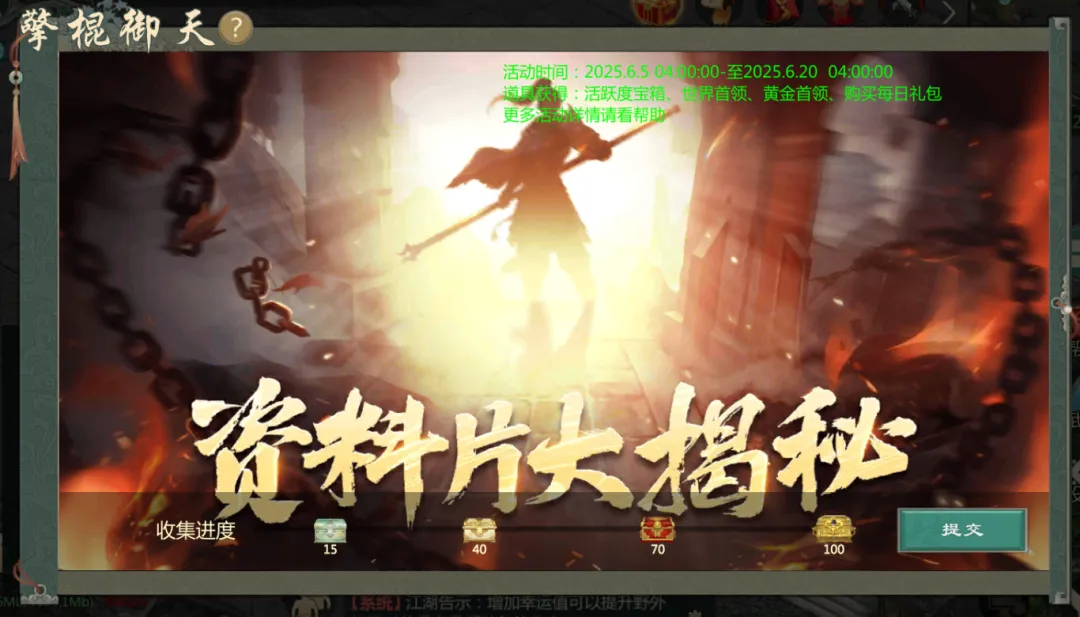 擎棍御天
?
活动时间：2025.6.5 04:00:00-至2025.6.20 04:00:00
道具获得：活跃度宝箱、世界首领、黄金首领、购买每日礼包
更多活动详情请看帮助
资料片大揭秘
收集进度
15
40
70
100
提交
【系统】江湖告示：增加幸运值可以提升野外